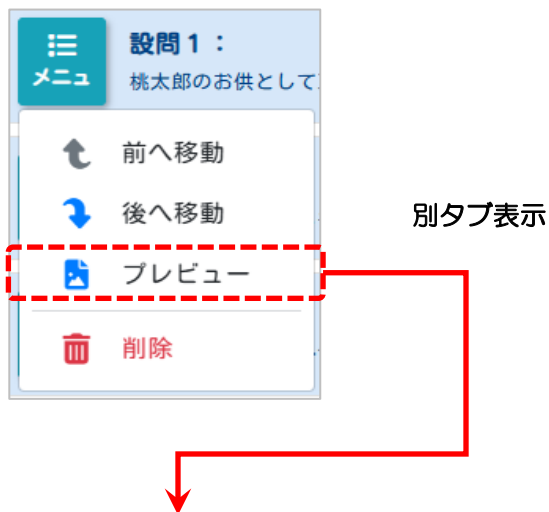 設問1：
メニュ
桃太郎のお供として
前へ移動
後へ移動
別タブ表示
プレビュー
削除